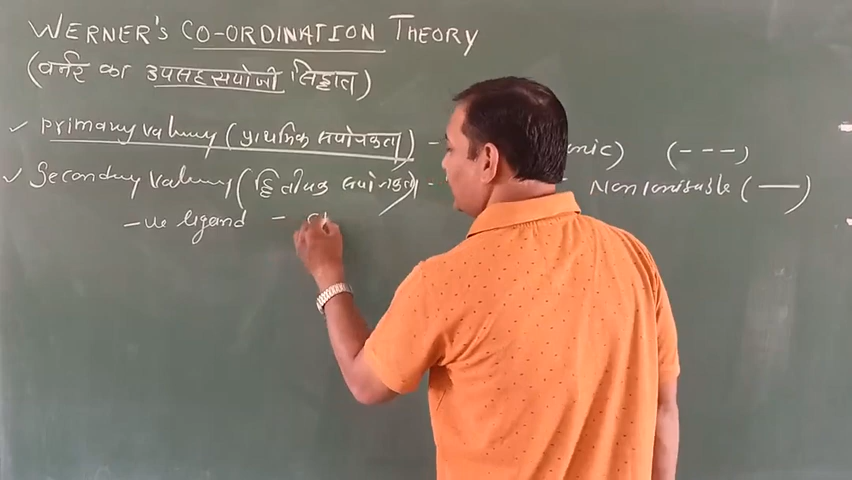 WERNER'S CO-ORDINATION THEORY
(वर्नर का उपसहसंयोजी सिद्धांत)
✓ Primary Valency (प्राथमिक संयोजकता) - nic) (---)
✓ Secondary Valency (द्वितीयक संयोजकता) - Nonionisable (—)
-ve ligand -